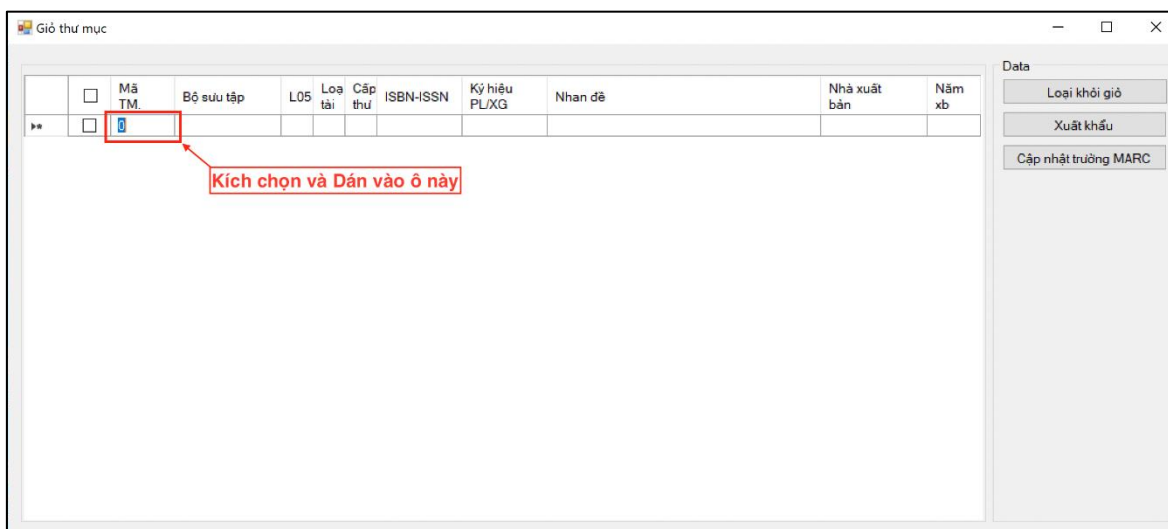 Giỏ thư mục
Data
Mã TM.
Bộ sưu tập
L05
Loạ tài
Cấp thư
ISBN-ISSN
Ký hiệu PL/XG
Nhan đề
Nhà xuất bản
Năm xb
0
Kích chọn và Dán vào ô này
Loại khỏi giỏ
Xuất khẩu
Cập nhật trường MARC